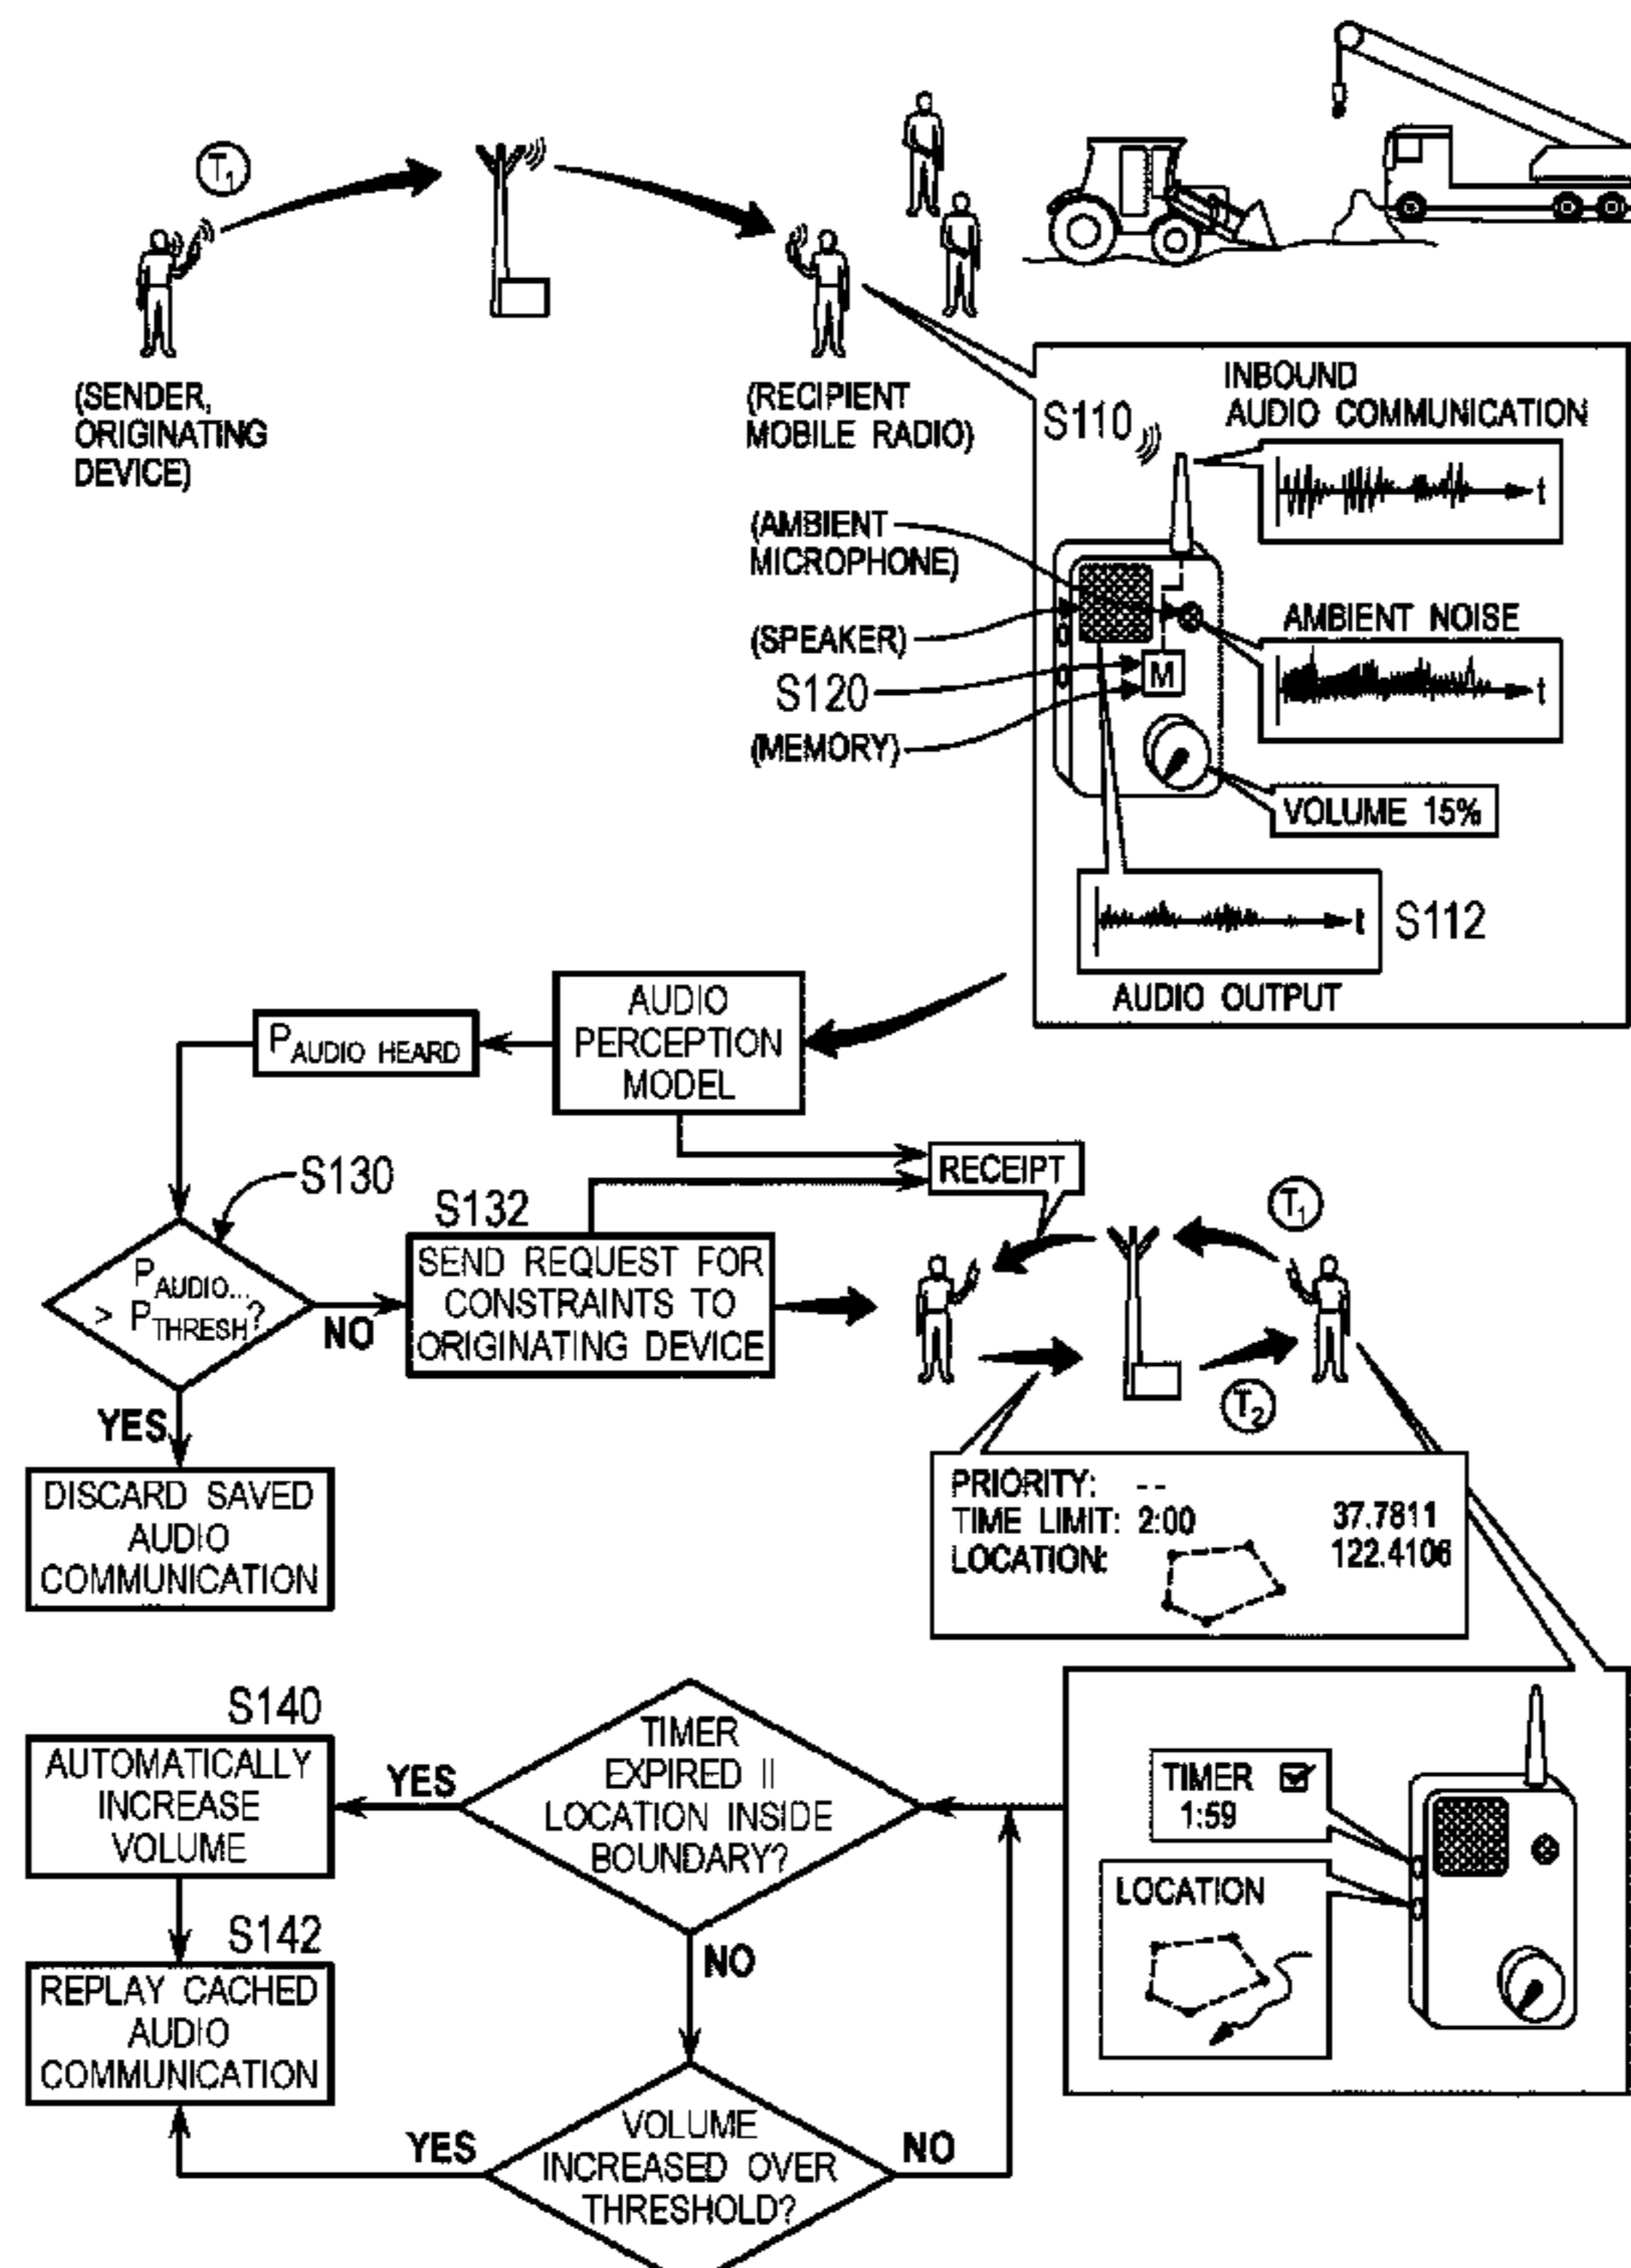 T1
(SENDER,
ORIGINATING
DEVICE)
(RECIPIENT
MOBILE RADIO)
S110
INBOUND
AUDIO COMMUNICATION
t
(AMBIENT
MICROPHONE)
(SPEAKER)
S120
(MEMORY)
M
AMBIENT NOISE
t
VOLUME 15%
t
S112
AUDIO OUTPUT
AUDIO
PERCEPTION
MODEL
P AUDIO HEARD
S130
P AUDIO...
> P THRESH?
NO
YES
S132
SEND REQUEST FOR
CONSTRAINTS TO
ORIGINATING DEVICE
RECEIPT
T1
T2
DISCARD SAVED
AUDIO
COMMUNICATION
PRIORITY: --
TIME LIMIT: 2:00
LOCATION:
37.7811
122.4106
S140
AUTOMATICALLY
INCREASE
VOLUME
YES
TIMER
EXPIRED II
LOCATION INSIDE
BOUNDARY?
NO
TIMER
1:59
LOCATION
S142
REPLAY CACHED
AUDIO
COMMUNICATION
YES
VOLUME
INCREASED OVER
THRESHOLD?
NO